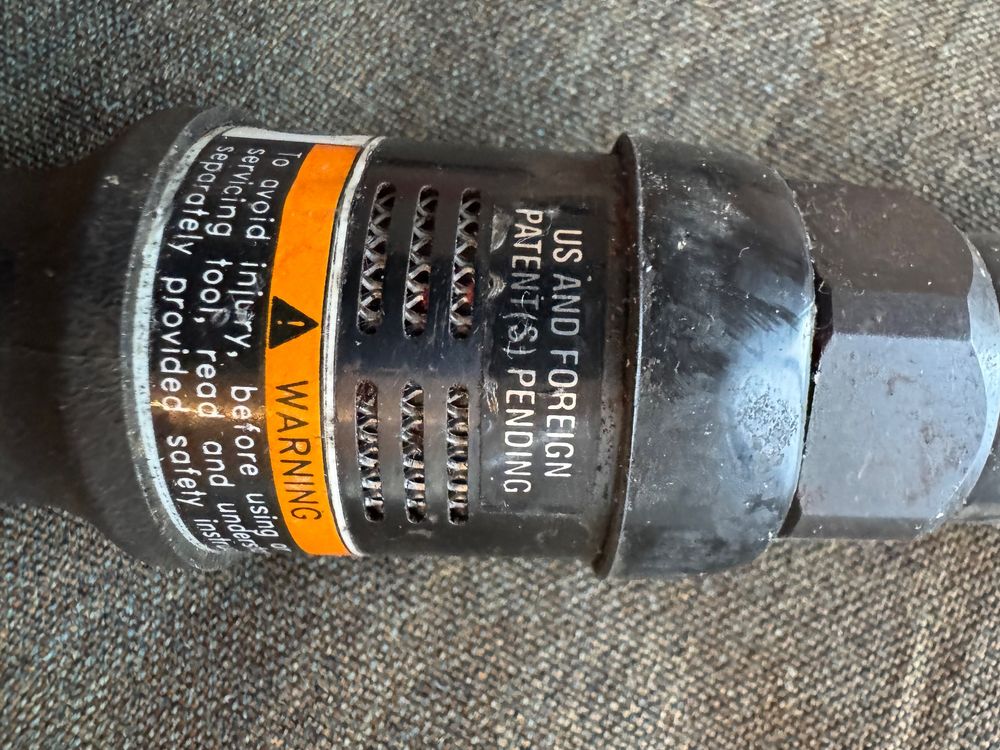 US AND FOREIGN
PATENT(S) PENDING
WARNING
To avoid injury, before using
servicing tool, read and unders
separately provided safety inst